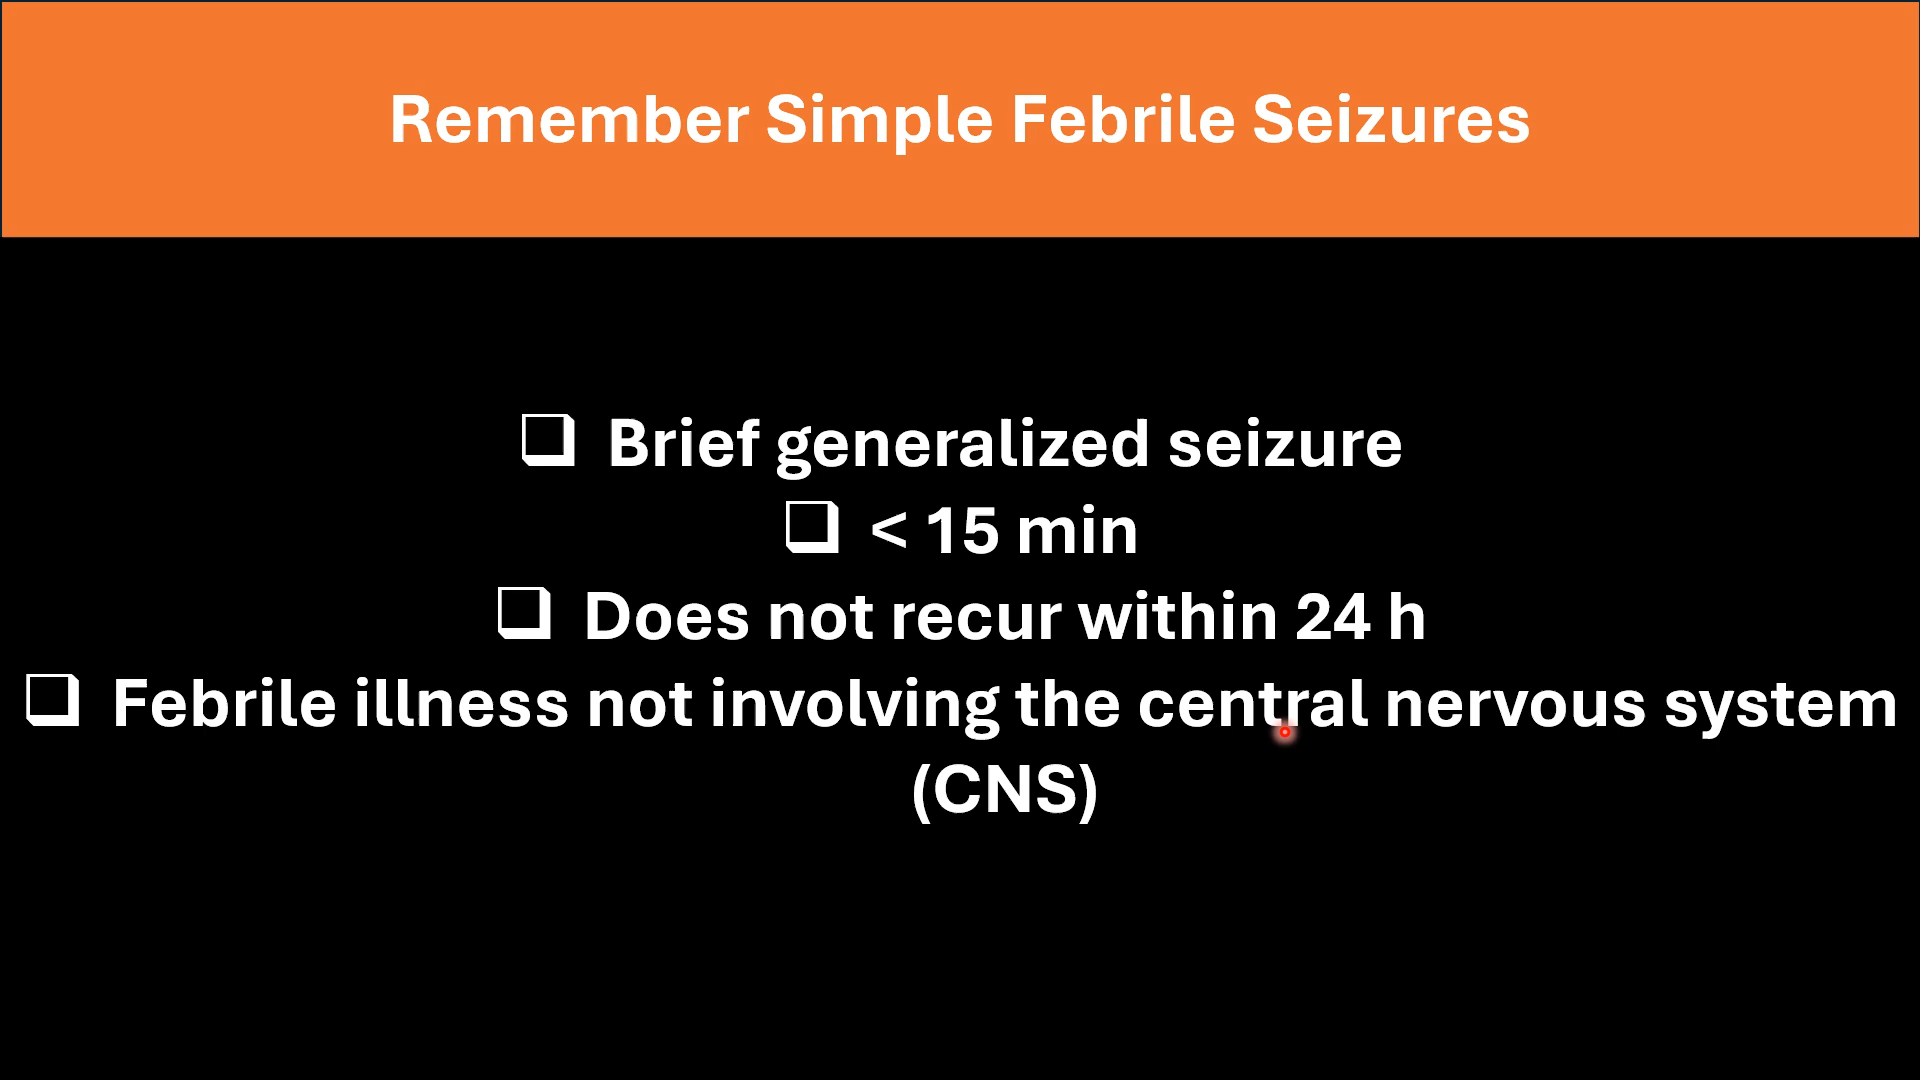 Remember Simple Febrile Seizures
❑ Brief generalized seizure
❑ < 15 min
❑ Does not recur within 24 h
❑ Febrile illness not involving the central nervous system
(CNS)